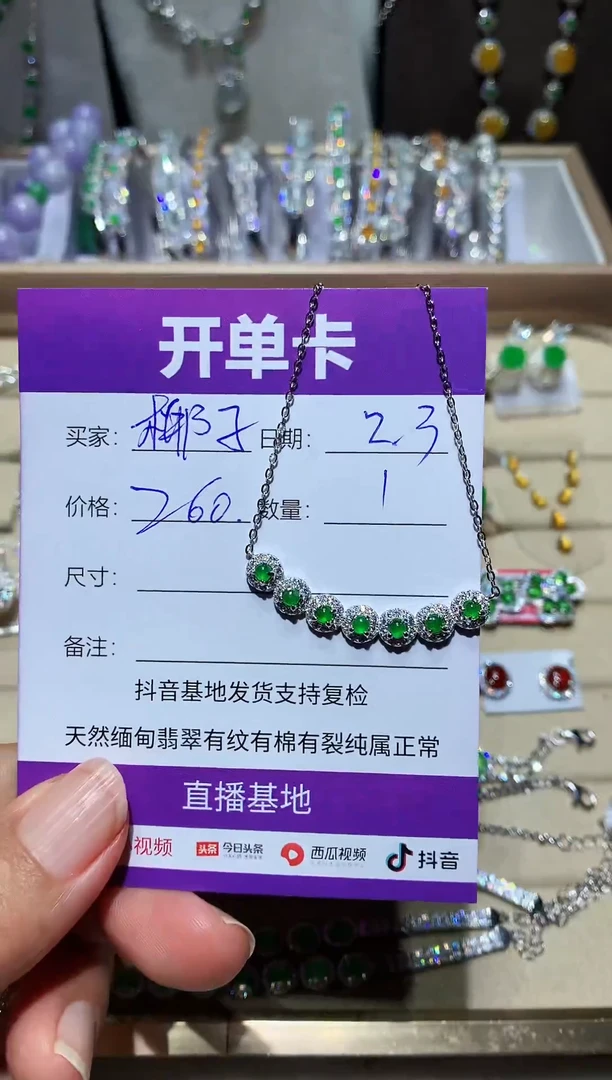 开单卡
买家: 椰子 日期: 2.3
价格: 260. 数量: 1
尺寸:
备注:
抖音基地发货支持复检
天然缅甸翡翠有纹有棉有裂纯属正常
直播基地
视频 头条 今日头条 西瓜视频 抖音